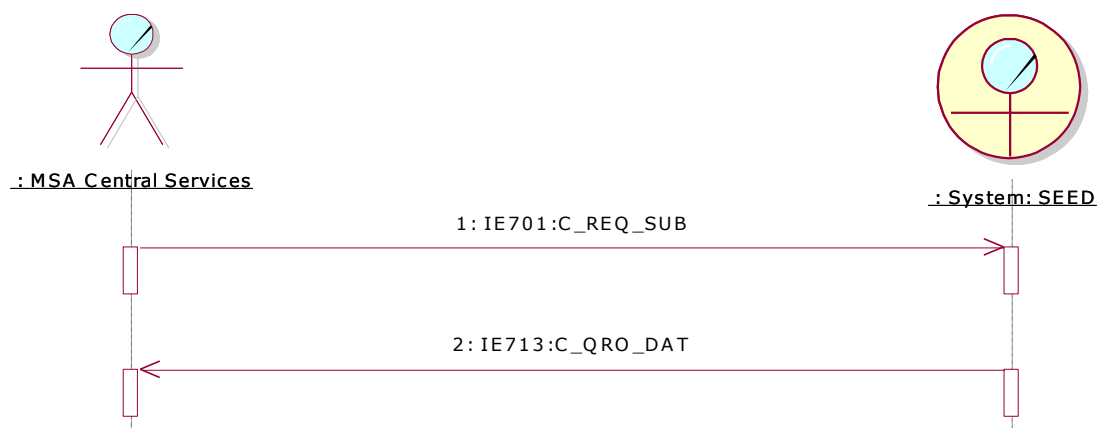 : MSA Central Services
: System: SEED
1: IE701:C_REQ_SUB
2: IE713:C_QRO_DAT